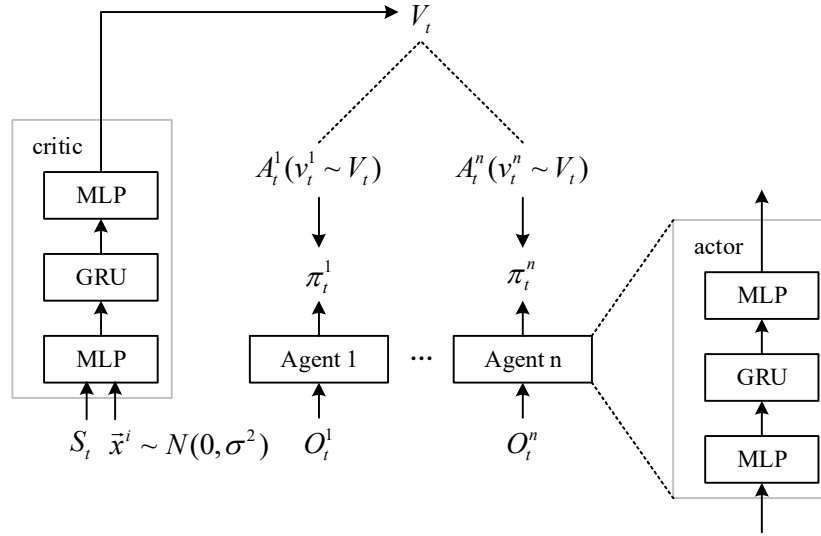 V_t
critic
A_t^1(v_t^1 ~ V_t) A_t^n(v_t^n ~ V_t)
MLP
actor
GRU
π_t^1 π_t^n
MLP
MLP
Agent 1 ... Agent n
GRU
S_t x⃗^i ~ N(0, σ^2) O_t^1 O_t^n
MLP